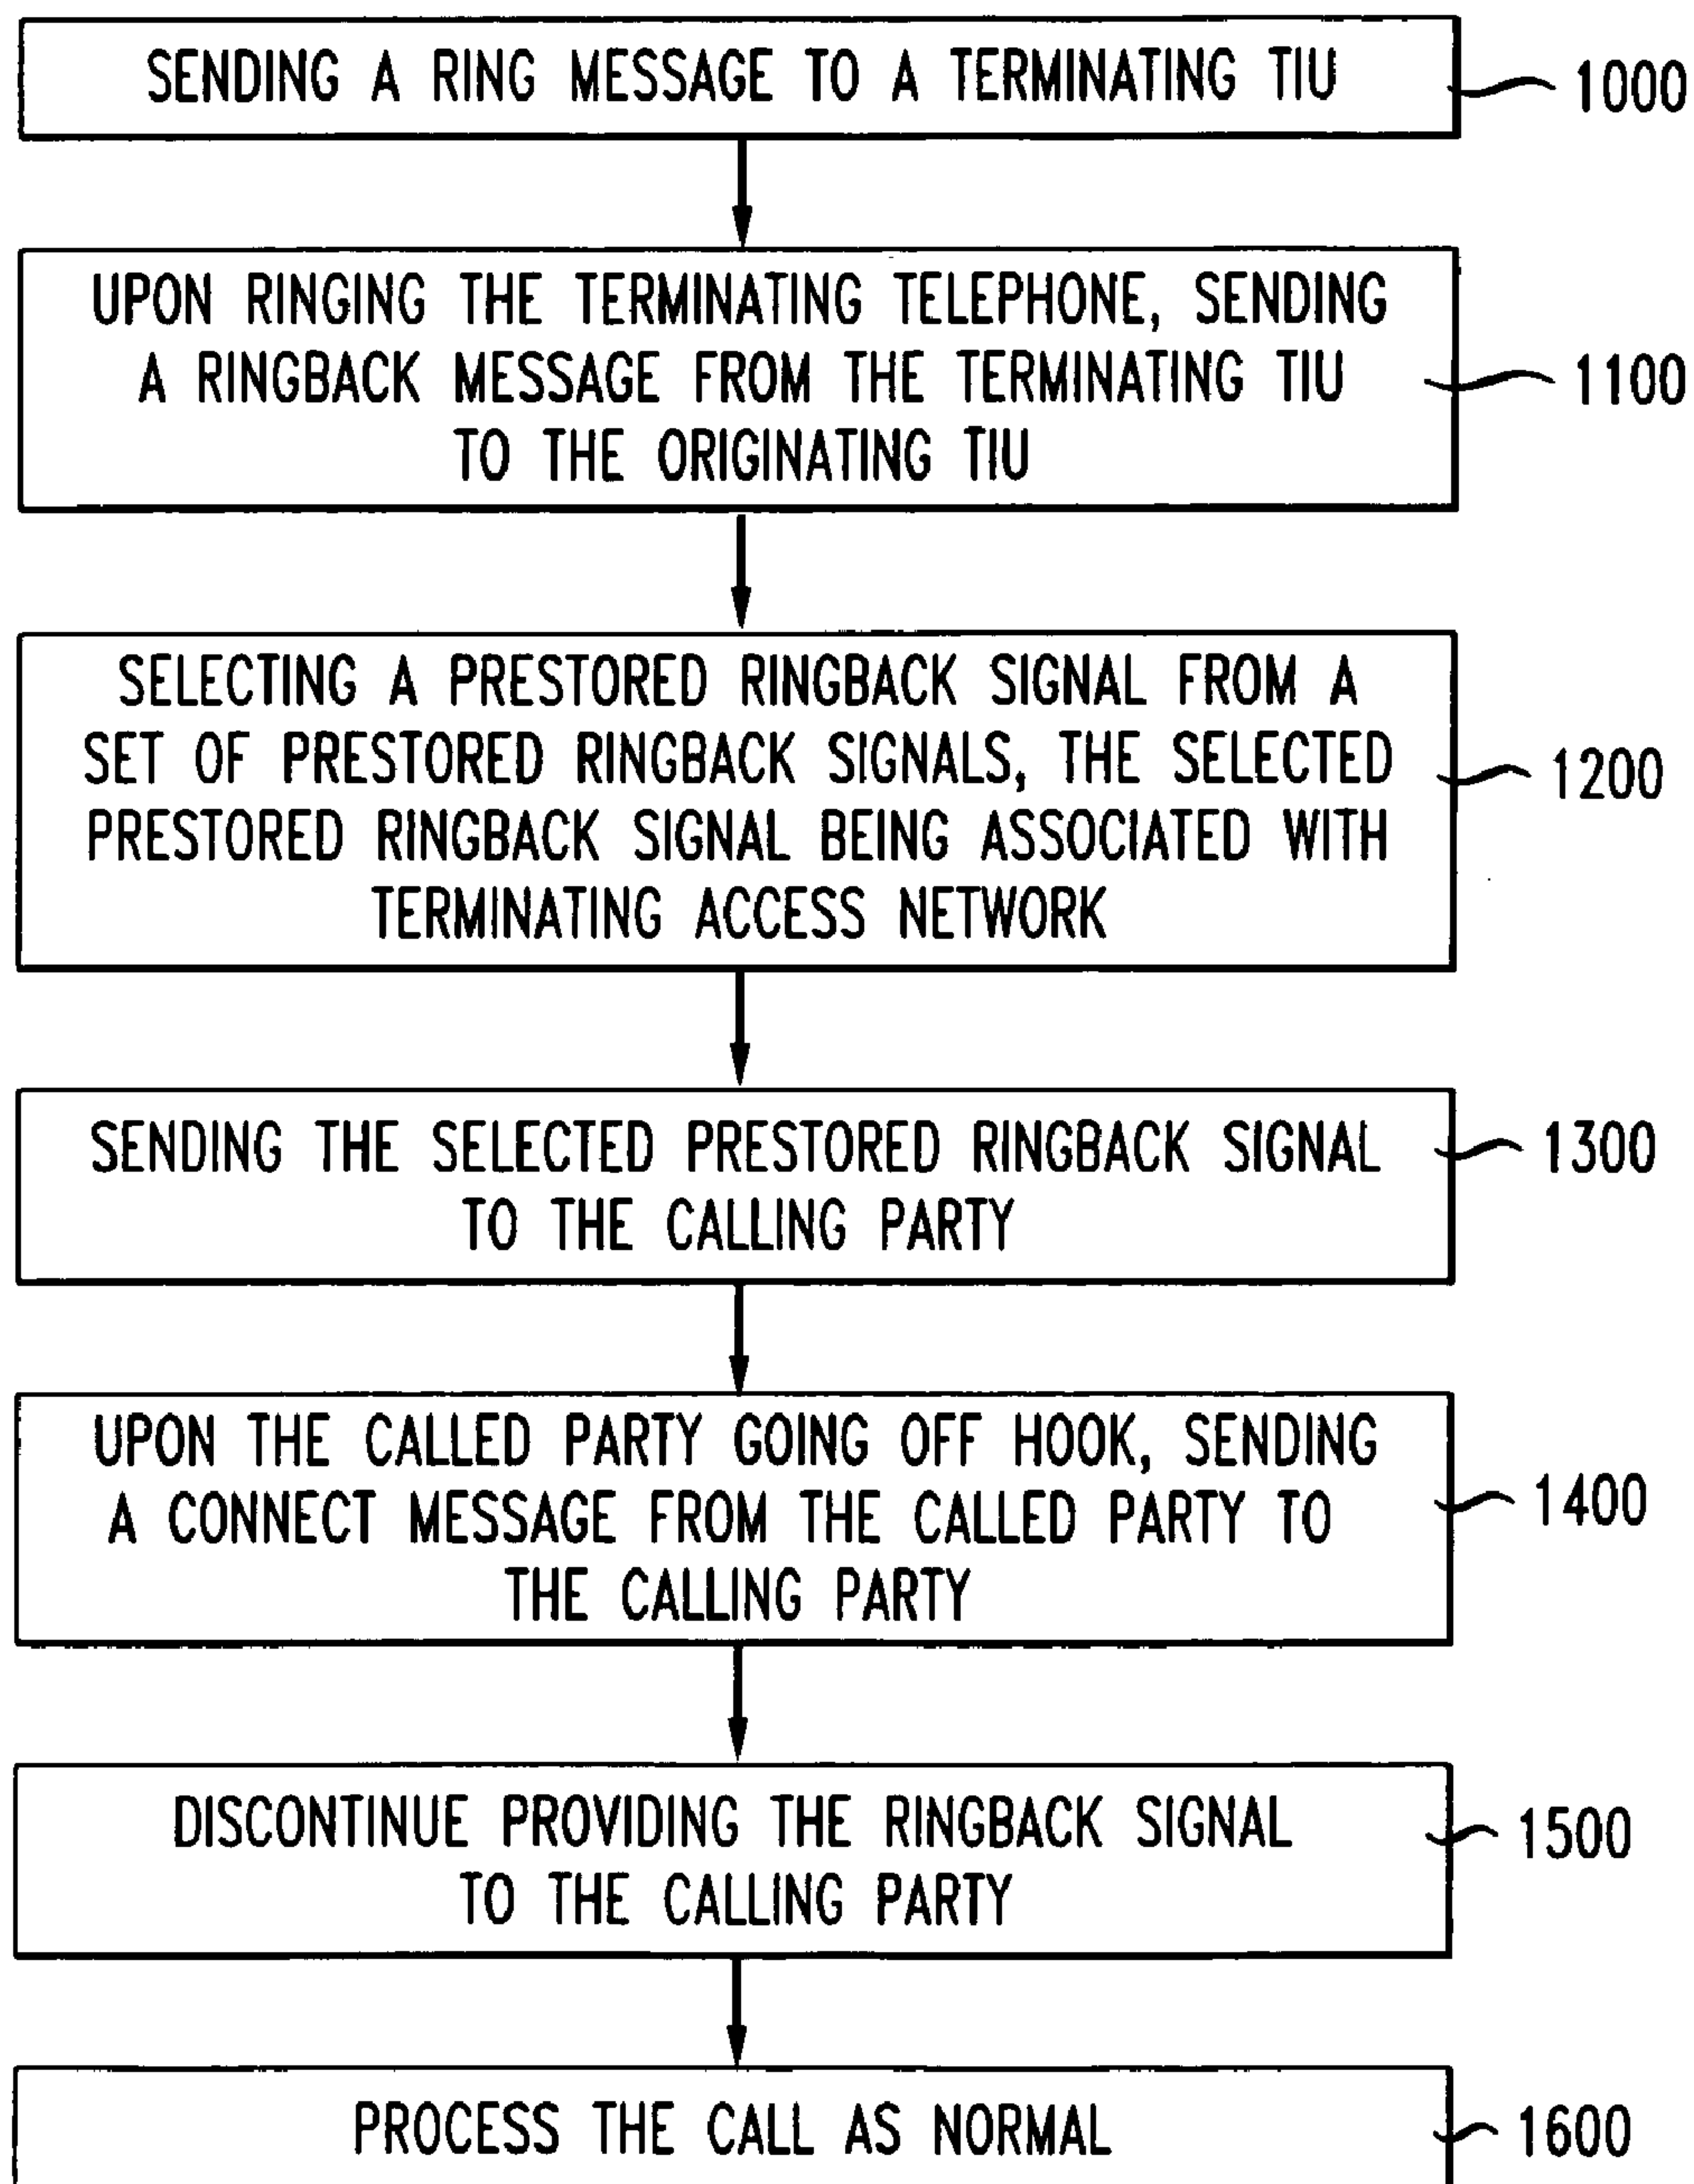 SENDING A RING MESSAGE TO A TERMINATING TIU
1000
UPON RINGING THE TERMINATING TELEPHONE, SENDING
A RINGBACK MESSAGE FROM THE TERMINATING TIU
TO THE ORIGINATING TIU
1100
SELECTING A PRESTORED RINGBACK SIGNAL FROM A
SET OF PRESTORED RINGBACK SIGNALS, THE SELECTED
PRESTORED RINGBACK SIGNAL BEING ASSOCIATED WITH
TERMINATING ACCESS NETWORK
1200
SENDING THE SELECTED PRESTORED RINGBACK SIGNAL
TO THE CALLING PARTY
1300
UPON THE CALLED PARTY GOING OFF HOOK, SENDING
A CONNECT MESSAGE FROM THE CALLED PARTY TO
THE CALLING PARTY
1400
DISCONTINUE PROVIDING THE RINGBACK SIGNAL
TO THE CALLING PARTY
1500
PROCESS THE CALL AS NORMAL
1600